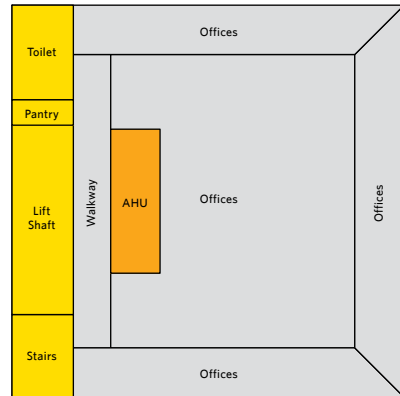 Offices
Toilet
Pantry
Walkway
AHU
Offices
Offices
Lift
Shaft
Stairs
Offices